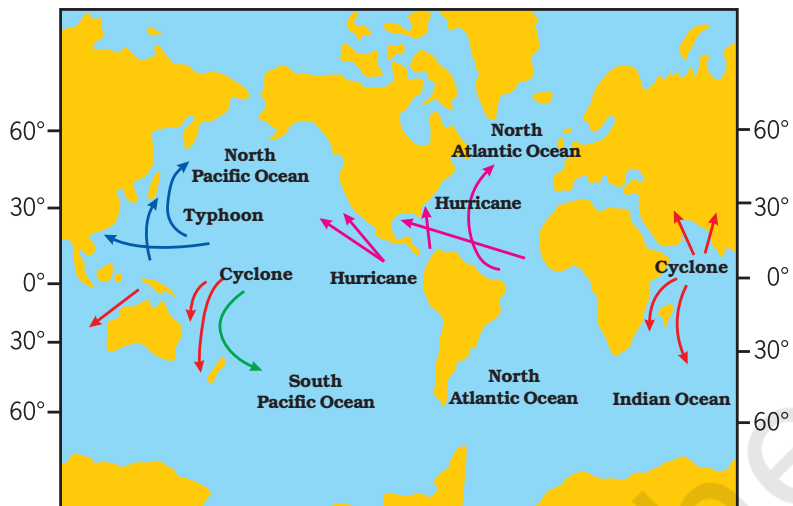 60°
30°
0°
30°
60°
60°
30°
0°
30°
60°
North
Pacific Ocean
Typhoon
Cyclone
North
Atlantic Ocean
Hurricane
Hurricane
Cyclone
South
Pacific Ocean
North
Atlantic Ocean
Indian Ocean